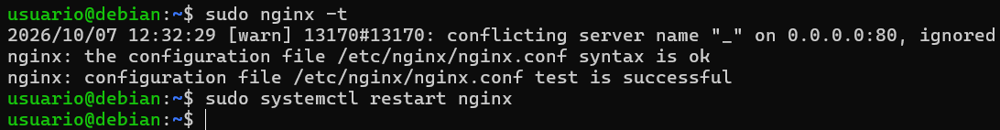 usuario@debian:~$ sudo nginx -t
2026/10/07 12:32:29 [warn] 13170#13170: conflicting server name "_" on 0.0.0.0:80, ignored
nginx: the configuration file /etc/nginx/nginx.conf syntax is ok
nginx: configuration file /etc/nginx/nginx.conf test is successful
usuario@debian:~$ sudo systemctl restart nginx
usuario@debian:~$